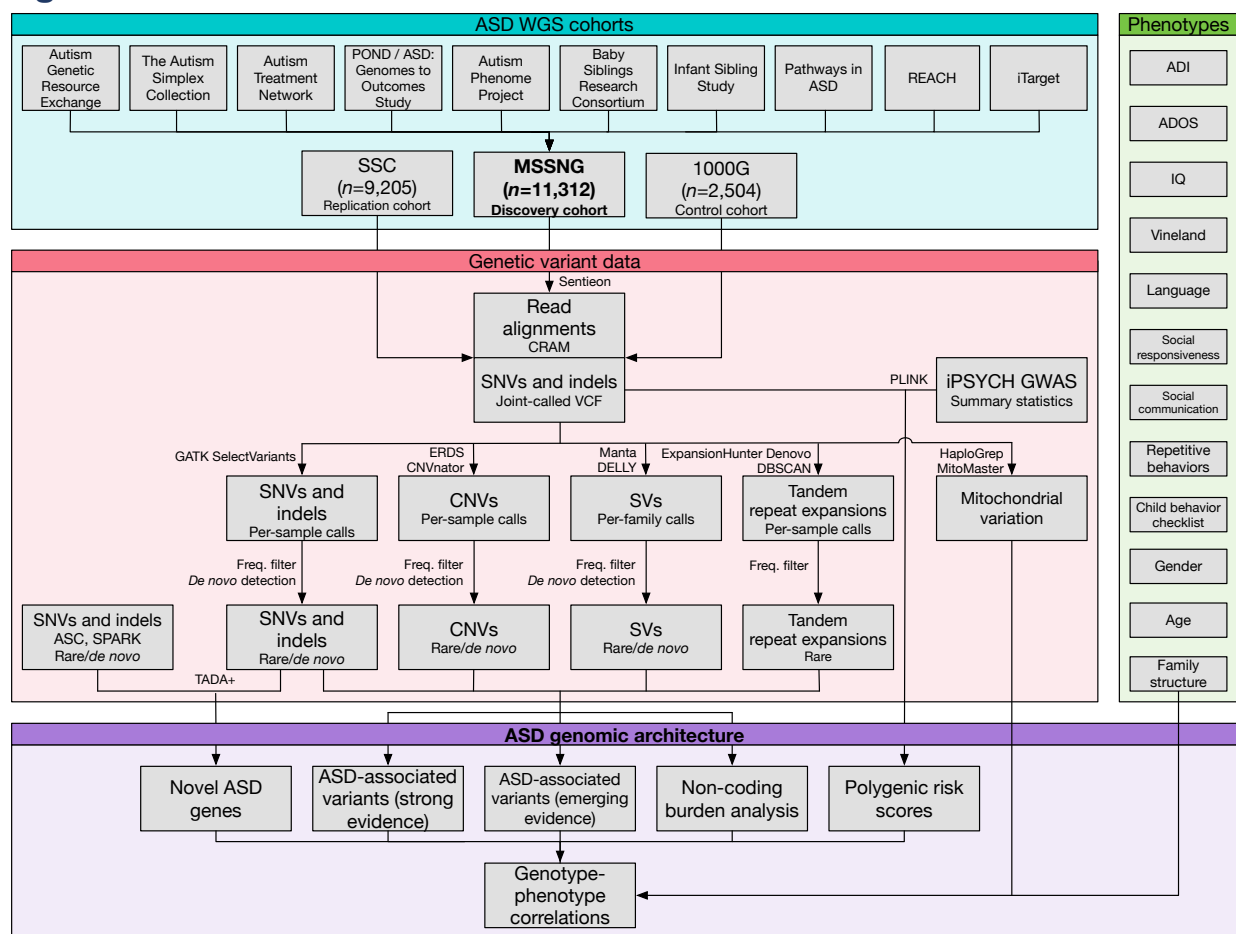 ASD WGS cohorts
Autism
Genetic
Resource
Exchange
The Autism
Simplex
Collection
Autism
Treatment
Network
POND / ASD:
Genomes to
Outcomes
Study
Autism
Phenome
Project
Baby
Siblings
Research
Consortium
Infant Sibling
Study
Pathways in
ASD
REACH
iTarget
SSC
(n=9,205)
Replication cohort
MSSNG
(n=11,312)
Discovery cohort
1000G
(n=2,504)
Control cohort
Genetic variant data
Sentieon
Read
alignments
CRAM
SNVs and indels
Joint-called VCF
PLINK
iPSYCH GWAS
Summary statistics
GATK SelectVariants
ERDS
CNVnator
Manta
DELLY
ExpansionHunter Denovo
DBSCAN
HaploGrep
MitoMaster
SNVs and
indels
Per-sample calls
CNVs
Per-sample calls
SVs
Per-family calls
Tandem
repeat expansions
Per-sample calls
Mitochondrial
variation
Freq. filter
De novo detection
Freq. filter
De novo detection
Freq. filter
De novo detection
Freq. filter
SNVs and indels
ASC, SPARK
Rare/de novo
SNVs and
indels
Rare/de novo
CNVs
Rare/de novo
SVs
Rare/de novo
Tandem
repeat expansions
Rare
TADA+
ASD genomic architecture
Novel ASD
genes
ASD-associated
variants (strong
evidence)
ASD-associated
variants (emerging
evidence)
Non-coding
burden analysis
Polygenic risk
scores
Genotype-
phenotype
correlations
Phenotypes
ADI
ADOS
IQ
Vineland
Language
Social
responsiveness
Social
communication
Repetitive
behaviors
Child behavior
checklist
Gender
Age
Family
structure